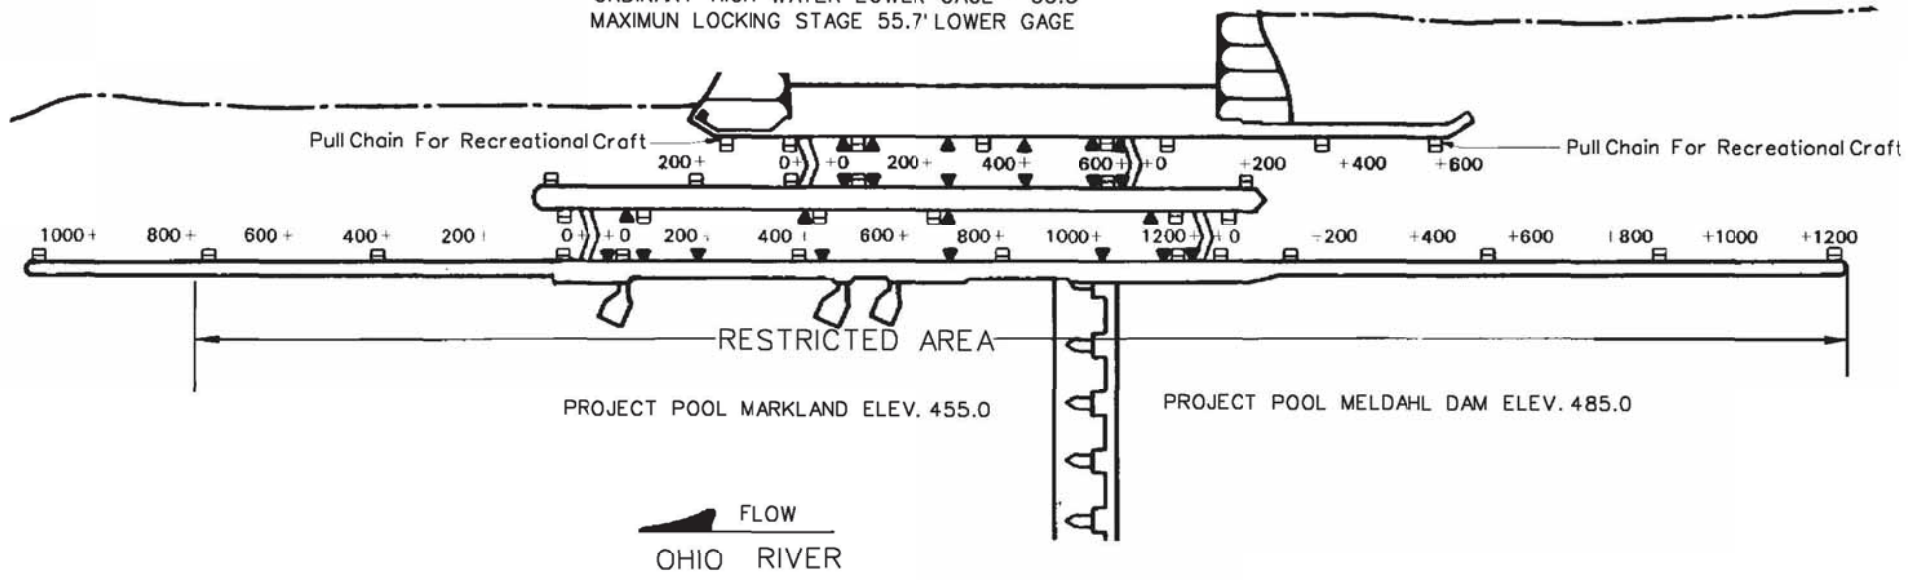 MAXIMUN LOCKING STAGE 55.7' LOWER GAGE
Pull Chain For Recreational Craft
Pull Chain For Recreational Craft
200+ 0+ +0 200+ 400+ 600+ +0 +200 +400 +600
1000+ 800+ 600+ 400+ 200+ 0+ +0 200+ 400+ 600+ 800+ 1000+ 1200+ +0 +200 +400 +600 +800 +1000 +1200
RESTRICTED AREA
PROJECT POOL MARKLAND ELEV. 455.0
PROJECT POOL MELDAHL DAM ELEV. 485.0
FLOW
OHIO RIVER